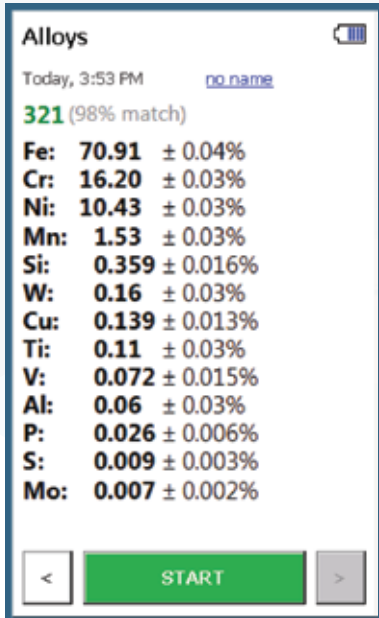 Alloys
Today, 3:53 PM no name
321 (98% match)
Fe: 70.91 ± 0.04%
Cr: 16.20 ± 0.03%
Ni: 10.43 ± 0.03%
Mn: 1.53 ± 0.03%
Si: 0.359 ± 0.016%
W: 0.16 ± 0.03%
Cu: 0.139 ± 0.013%
Ti: 0.11 ± 0.03%
V: 0.072 ± 0.015%
Al: 0.06 ± 0.03%
P: 0.026 ± 0.006%
S: 0.009 ± 0.003%
Mo: 0.007 ± 0.002%
< START >